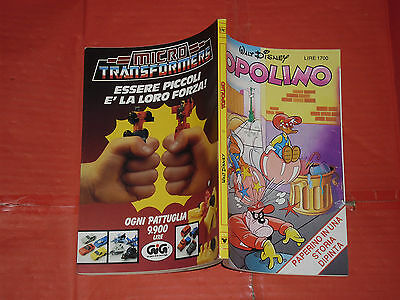 MICRO
TRANSFORMERS
ESSERE PICCOLI
E' LA LORO FORZA!
OGNI PATTUGLIA
9.900
LIRE
GiG
WALT DISNEY
LIRE 1700
OPOLINO
PAPERINO IN UNA
STORIA
DIPINTA